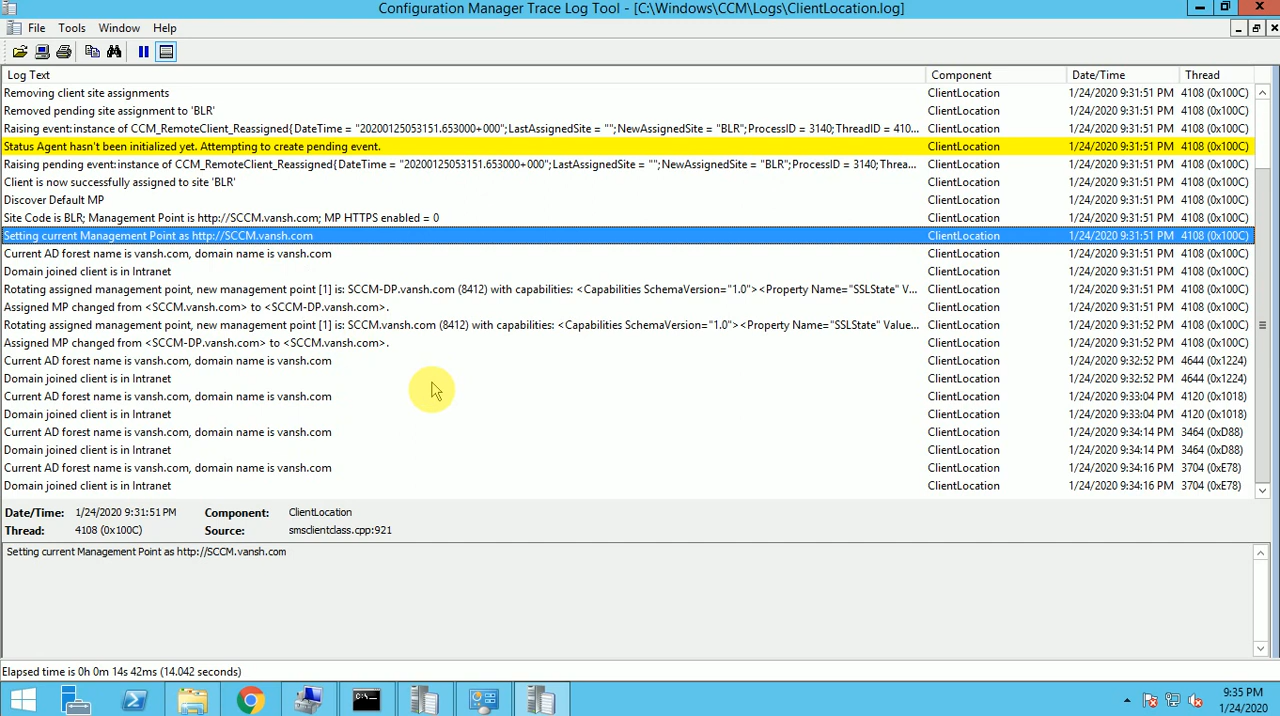 Configuration Manager Trace Log Tool - [C:\Windows\CCM\Logs\ClientLocation.log]
File Tools Window Help
Log Text Component Date/Time Thread
Removing client site assignments ClientLocation 1/24/2020 9:31:51 PM 4108 (0x100C)
Removed pending site assignment to 'BLR' ClientLocation 1/24/2020 9:31:51 PM 4108 (0x100C)
Raising event:instance of CCM_RemoteClient_Reassigned{DateTime = "20200125053151.653000+000";LastAssignedSite = "";NewAssignedSite = "BLR";ProcessID = 3140;ThreadID = 410... ClientLocation 1/24/2020 9:31:51 PM 4108 (0x100C)
Status Agent hasn't been initialized yet. Attempting to create pending event. ClientLocation 1/24/2020 9:31:51 PM 4108 (0x100C)
Raising pending event:instance of CCM_RemoteClient_Reassigned{DateTime = "20200125053151.653000+000";LastAssignedSite = "";NewAssignedSite = "BLR";ProcessID = 3140;Threa... ClientLocation 1/24/2020 9:31:51 PM 4108 (0x100C)
Client is now successfully assigned to site 'BLR' ClientLocation 1/24/2020 9:31:51 PM 4108 (0x100C)
Discover Default MP ClientLocation 1/24/2020 9:31:51 PM 4108 (0x100C)
Site Code is BLR; Management Point is http://SCCM.vansh.com; MP HTTPS enabled = 0 ClientLocation 1/24/2020 9:31:51 PM 4108 (0x100C)
Setting current Management Point as http://SCCM.vansh.com ClientLocation 1/24/2020 9:31:51 PM 4108 (0x100C)
Current AD forest name is vansh.com, domain name is vansh.com ClientLocation 1/24/2020 9:31:51 PM 4108 (0x100C)
Domain joined client is in Intranet ClientLocation 1/24/2020 9:31:51 PM 4108 (0x100C)
Rotating assigned management point, new management point [1] is: SCCM-DP.vansh.com (8412) with capabilities: <Capabilities SchemaVersion="1.0"><Property Name="SSLState" V... ClientLocation 1/24/2020 9:31:51 PM 4108 (0x100C)
Assigned MP changed from <SCCM.vansh.com> to <SCCM-DP.vansh.com>. ClientLocation 1/24/2020 9:31:51 PM 4108 (0x100C)
Rotating assigned management point, new management point [1] is: SCCM.vansh.com (8412) with capabilities: <Capabilities SchemaVersion="1.0"><Property Name="SSLState" Value... ClientLocation 1/24/2020 9:31:52 PM 4108 (0x100C)
Assigned MP changed from <SCCM-DP.vansh.com> to <SCCM.vansh.com>. ClientLocation 1/24/2020 9:31:52 PM 4108 (0x100C)
Current AD forest name is vansh.com, domain name is vansh.com ClientLocation 1/24/2020 9:32:52 PM 4644 (0x1224)
Domain joined client is in Intranet ClientLocation 1/24/2020 9:32:52 PM 4644 (0x1224)
Current AD forest name is vansh.com, domain name is vansh.com ClientLocation 1/24/2020 9:33:04 PM 4120 (0x1018)
Domain joined client is in Intranet ClientLocation 1/24/2020 9:33:04 PM 4120 (0x1018)
Current AD forest name is vansh.com, domain name is vansh.com ClientLocation 1/24/2020 9:34:14 PM 3464 (0xD88)
Domain joined client is in Intranet ClientLocation 1/24/2020 9:34:14 PM 3464 (0xD88)
Current AD forest name is vansh.com, domain name is vansh.com ClientLocation 1/24/2020 9:34:16 PM 3704 (0xE78)
Domain joined client is in Intranet ClientLocation 1/24/2020 9:34:16 PM 3704 (0xE78)
Date/Time: 1/24/2020 9:31:51 PM Component: ClientLocation
Thread: 4108 (0x100C) Source: smsclientclass.cpp:921
Setting current Management Point as http://SCCM.vansh.com
Elapsed time is 0h 0m 14s 42ms (14.042 seconds)
9:35 PM
1/24/2020